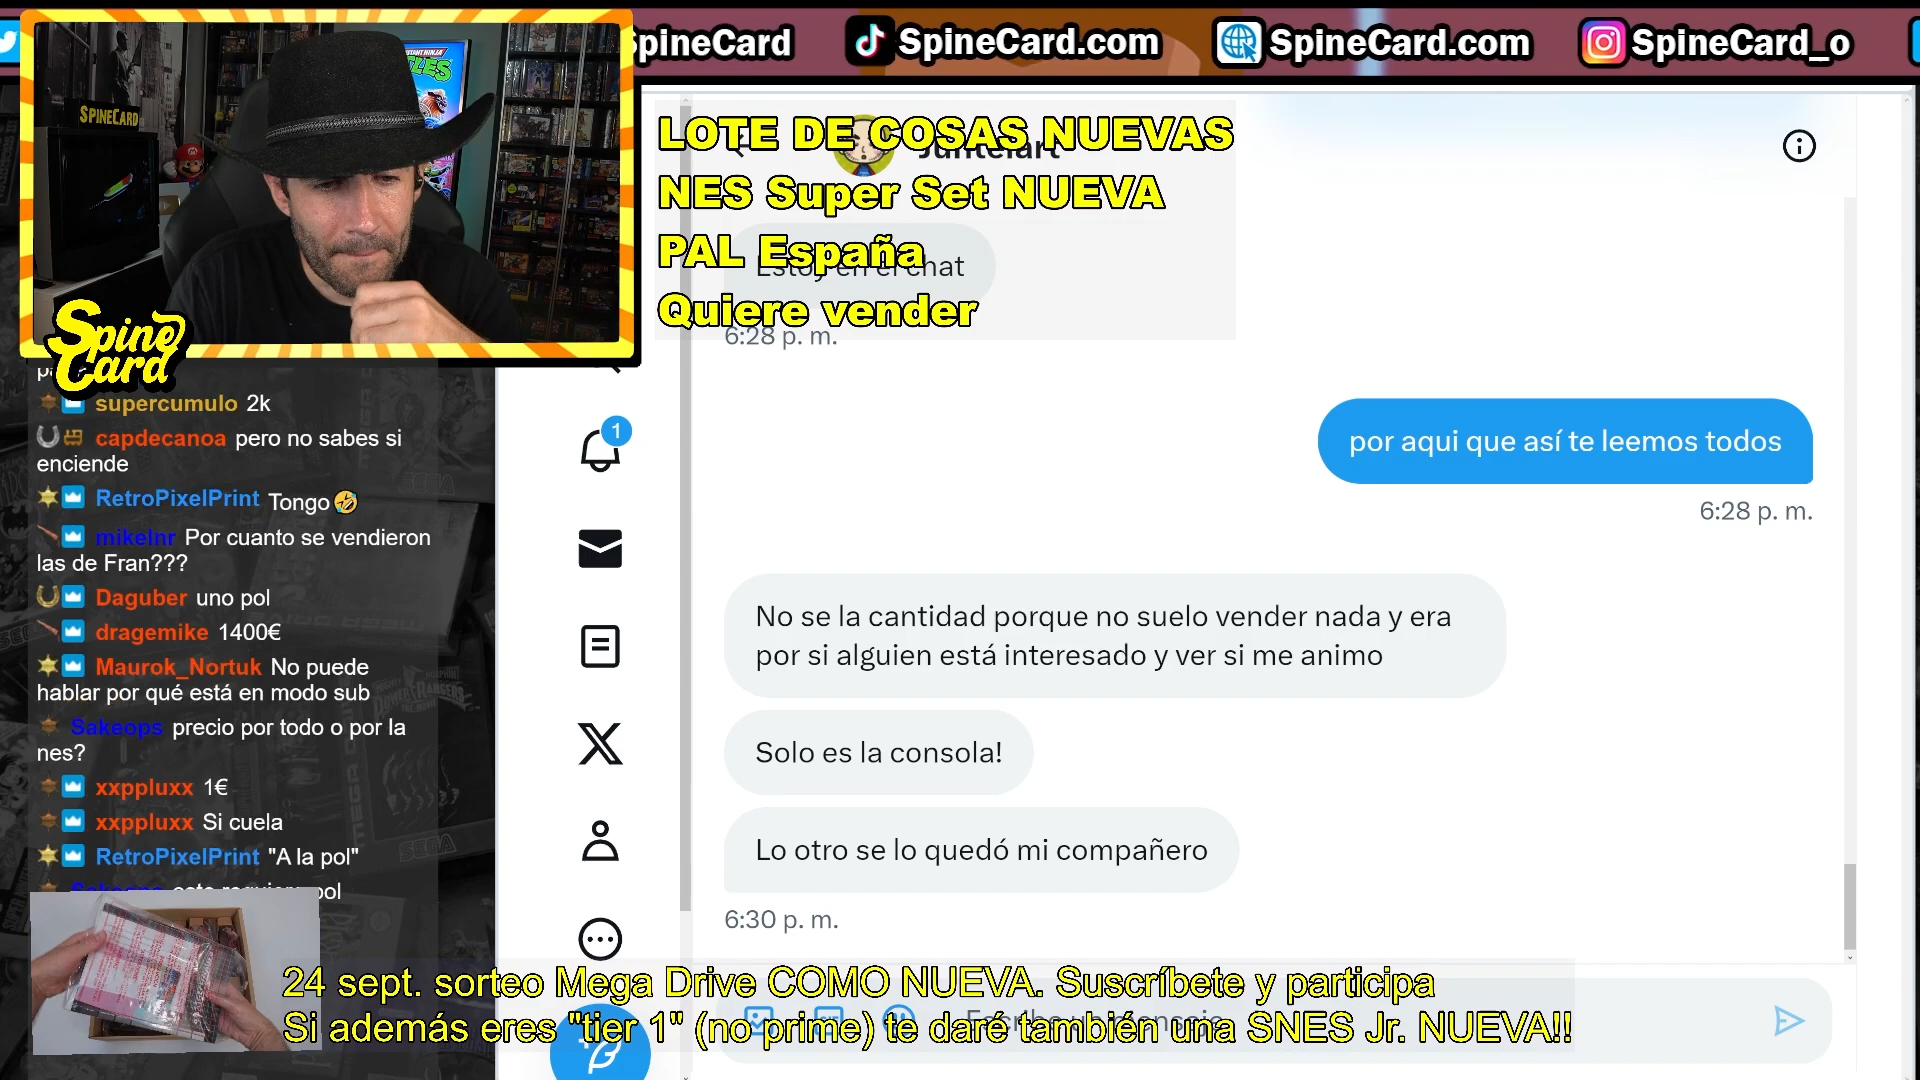 SpineCard
SpineCard.com
SpineCard.com
SpineCard_o
SPINECARD
Spine
Card
LOTE DE COSAS NUEVAS
NES Super Set NUEVA
PAL España
Quiere vender
Estoy en el chat
6:28 p. m.
1
por aqui que así te leemos todos
6:28 p. m.
No se la cantidad porque no suelo vender nada y era
por si alguien está interesado y ver si me animo
Solo es la consola!
Lo otro se lo quedó mi compañero
6:30 p. m.
supercumulo 2k
capdecanoa pero no sabes si
enciende
RetroPixelPrint Tongo🤣
mikelnr Por cuanto se vendieron
las de Fran???
Daguber uno pol
dragemike 1400€
Maurok_Nortuk No puede
hablar por qué está en modo sub
Sakeops precio por todo o por la
nes?
xxppluxx 1€
xxppluxx Si cuela
RetroPixelPrint "A la pol"
Sakeops pol
24 sept. sorteo Mega Drive COMO NUEVA. Suscríbete y participa
Si además eres "tier 1" (no prime) te daré también una SNES Jr. NUEVA!!